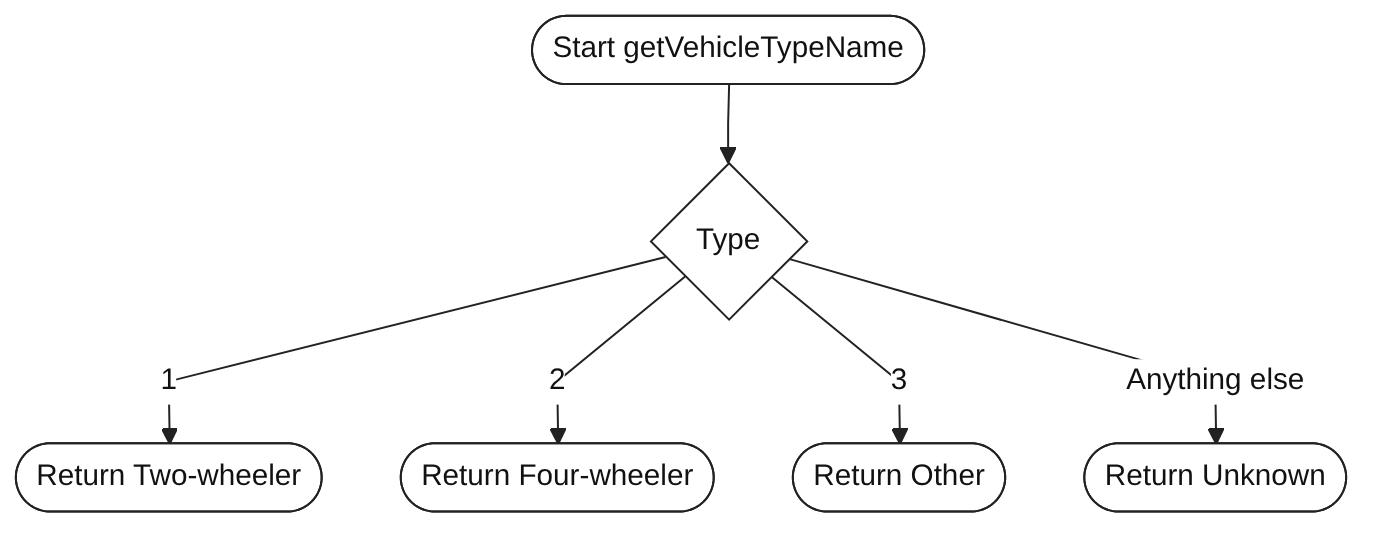 Start getVehicleTypeName
Type
1
2
3
Anything else
Return Two-wheeler
Return Four-wheeler
Return Other
Return Unknown